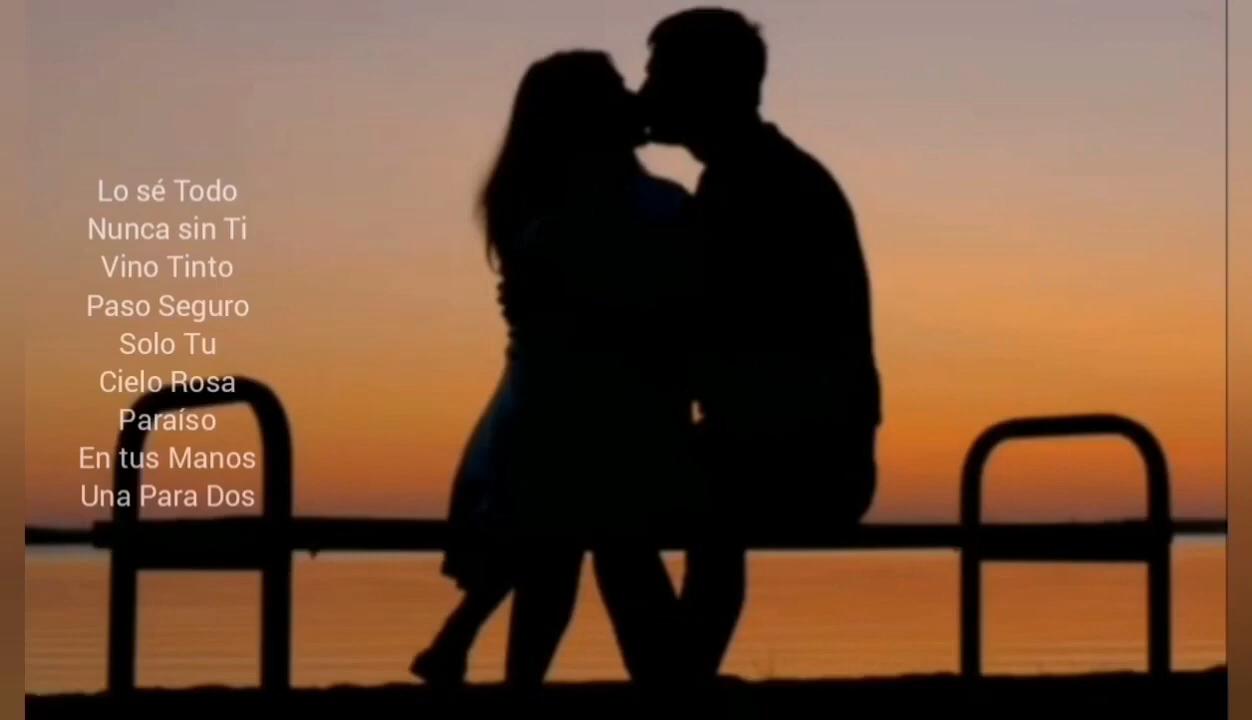 Lo sé Todo
Nunca sin Ti
Vino Tinto
Paso Seguro
Solo Tu
Cielo Rosa
Paraíso
En tus Manos
Una Para Dos